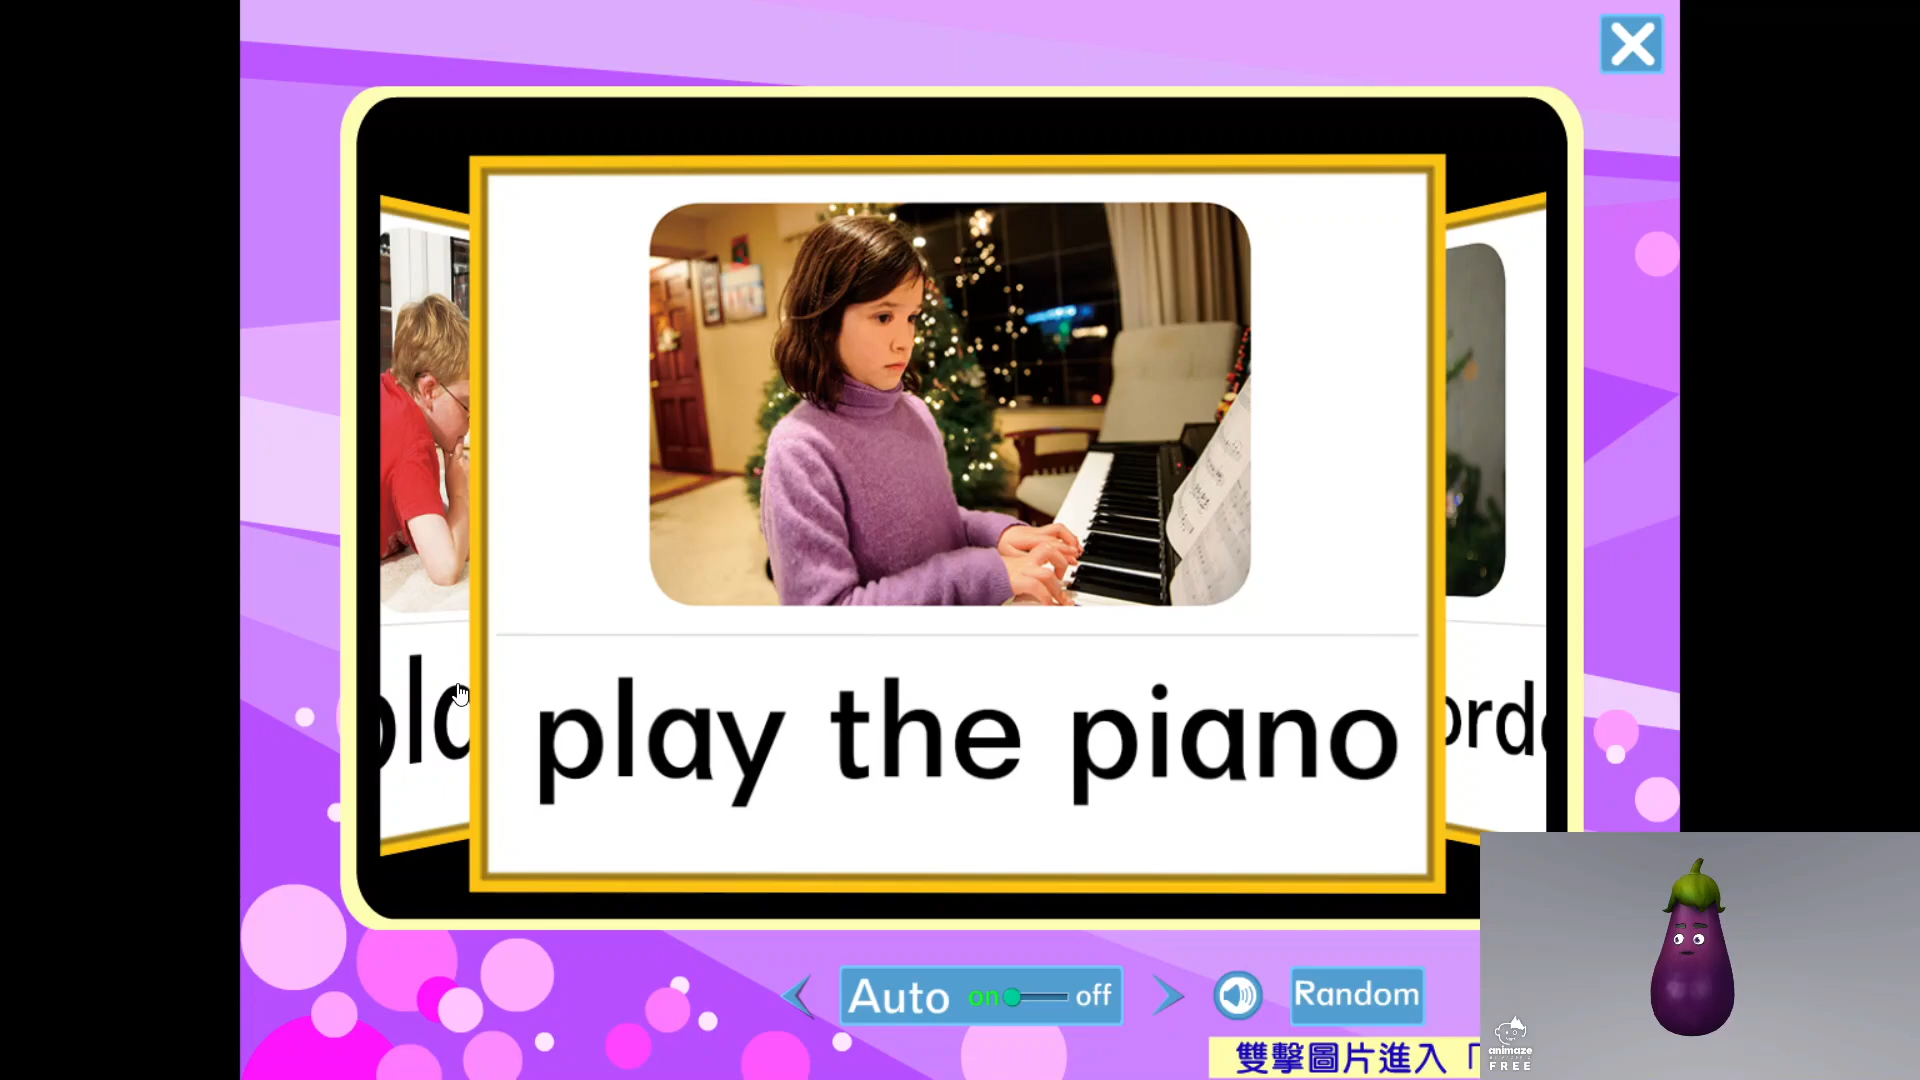 play the piano
Auto on off
Random
雙擊圖片進入「
animaze
FREE